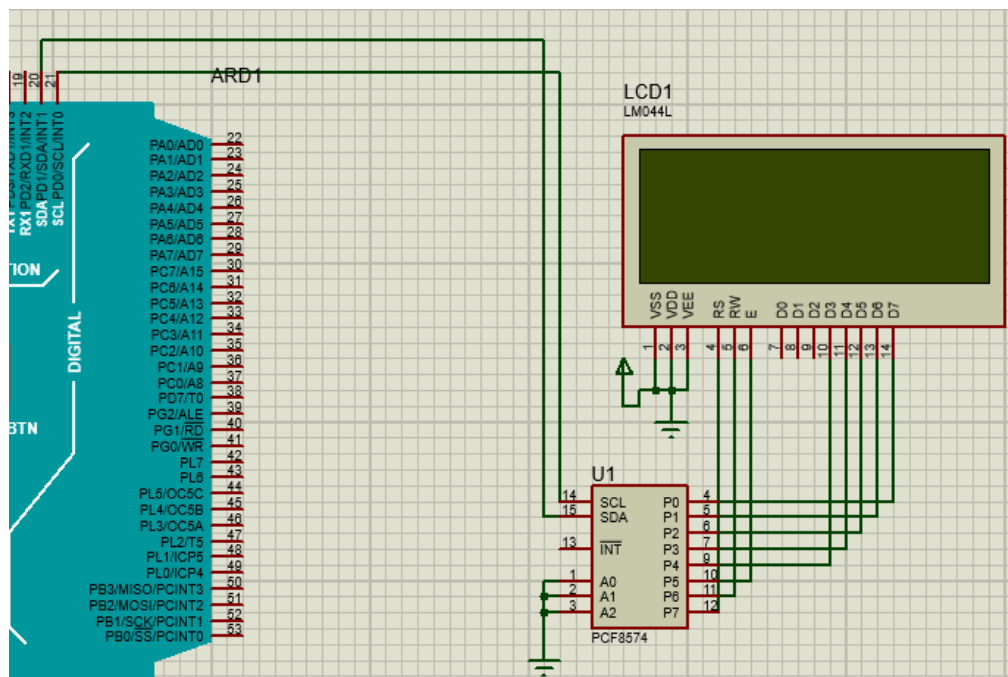 ARD1
19
20
21
RX1 PD2/RXD1/INT2
SDA PD1/SDA/INT1
SCL PD0/SCL/INT0
TION
DIGITAL
BTN
PA0/AD0 22
PA1/AD1 23
PA2/AD2 24
PA3/AD3 25
PA4/AD4 26
PA5/AD5 27
PA6/AD6 28
PA7/AD7 29
PC7/A15 30
PC6/A14 31
PC5/A13 32
PC4/A12 33
PC3/A11 34
PC2/A10 35
PC1/A9 36
PC0/A8 37
PD7/T0 38
PG2/ALE 39
PG1/RD 40
PG0/WR 41
PL7 42
PL6 43
PL5/OC5C 44
PL4/OC5B 45
PL3/OC5A 46
PL2/T5 47
PL1/ICP5 48
PL0/ICP4 49
PB3/MISO/PCINT3 50
PB2/MOSI/PCINT2 51
PB1/SCK/PCINT1 52
PB0/SS/PCINT0 53
LCD1
LM044L
VSS VDD VEE RS RW E D0 D1 D2 D3 D4 D5 D6 D7
1 2 3 4 5 6 7 8 9 10 11 12 13 14
U1
14 SCL P0 4
15 SDA P1 5
P2 6
13 INT P3 7
P4 9
1 A0 P5 10
2 A1 P6 11
3 A2 P7 12
PCF8574